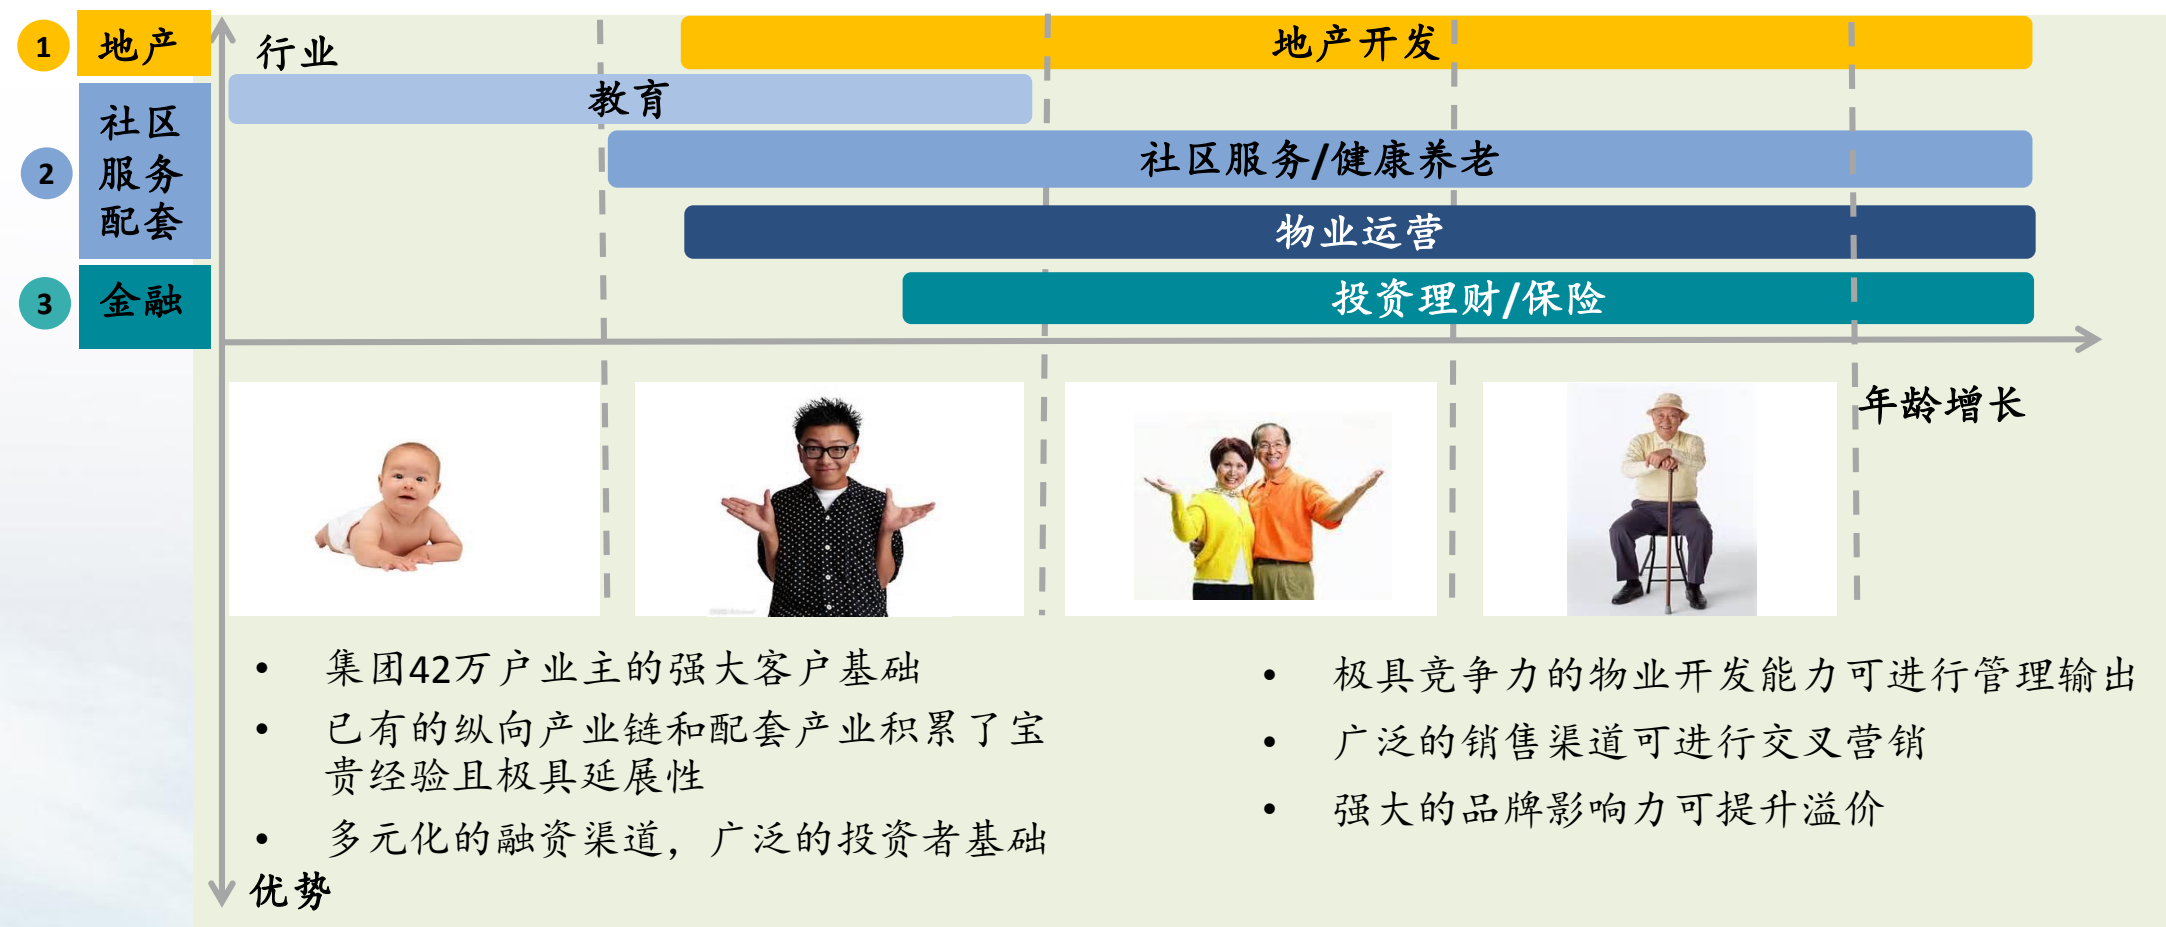 1
地产
行业
地产开发
教育
社区
服务
配套
2
社区服务/健康养老
物业运营
3
金融
投资理财/保险
年龄增长
• 集团42万户业主的强大客户基础
• 已有的纵向产业链和配套产业积累了宝
贵经验且极具延展性
• 多元化的融资渠道，广泛的投资者基础
• 极具竞争力的物业开发能力可进行管理输出
• 广泛的销售渠道可进行交叉营销
• 强大的品牌影响力可提升溢价
优势